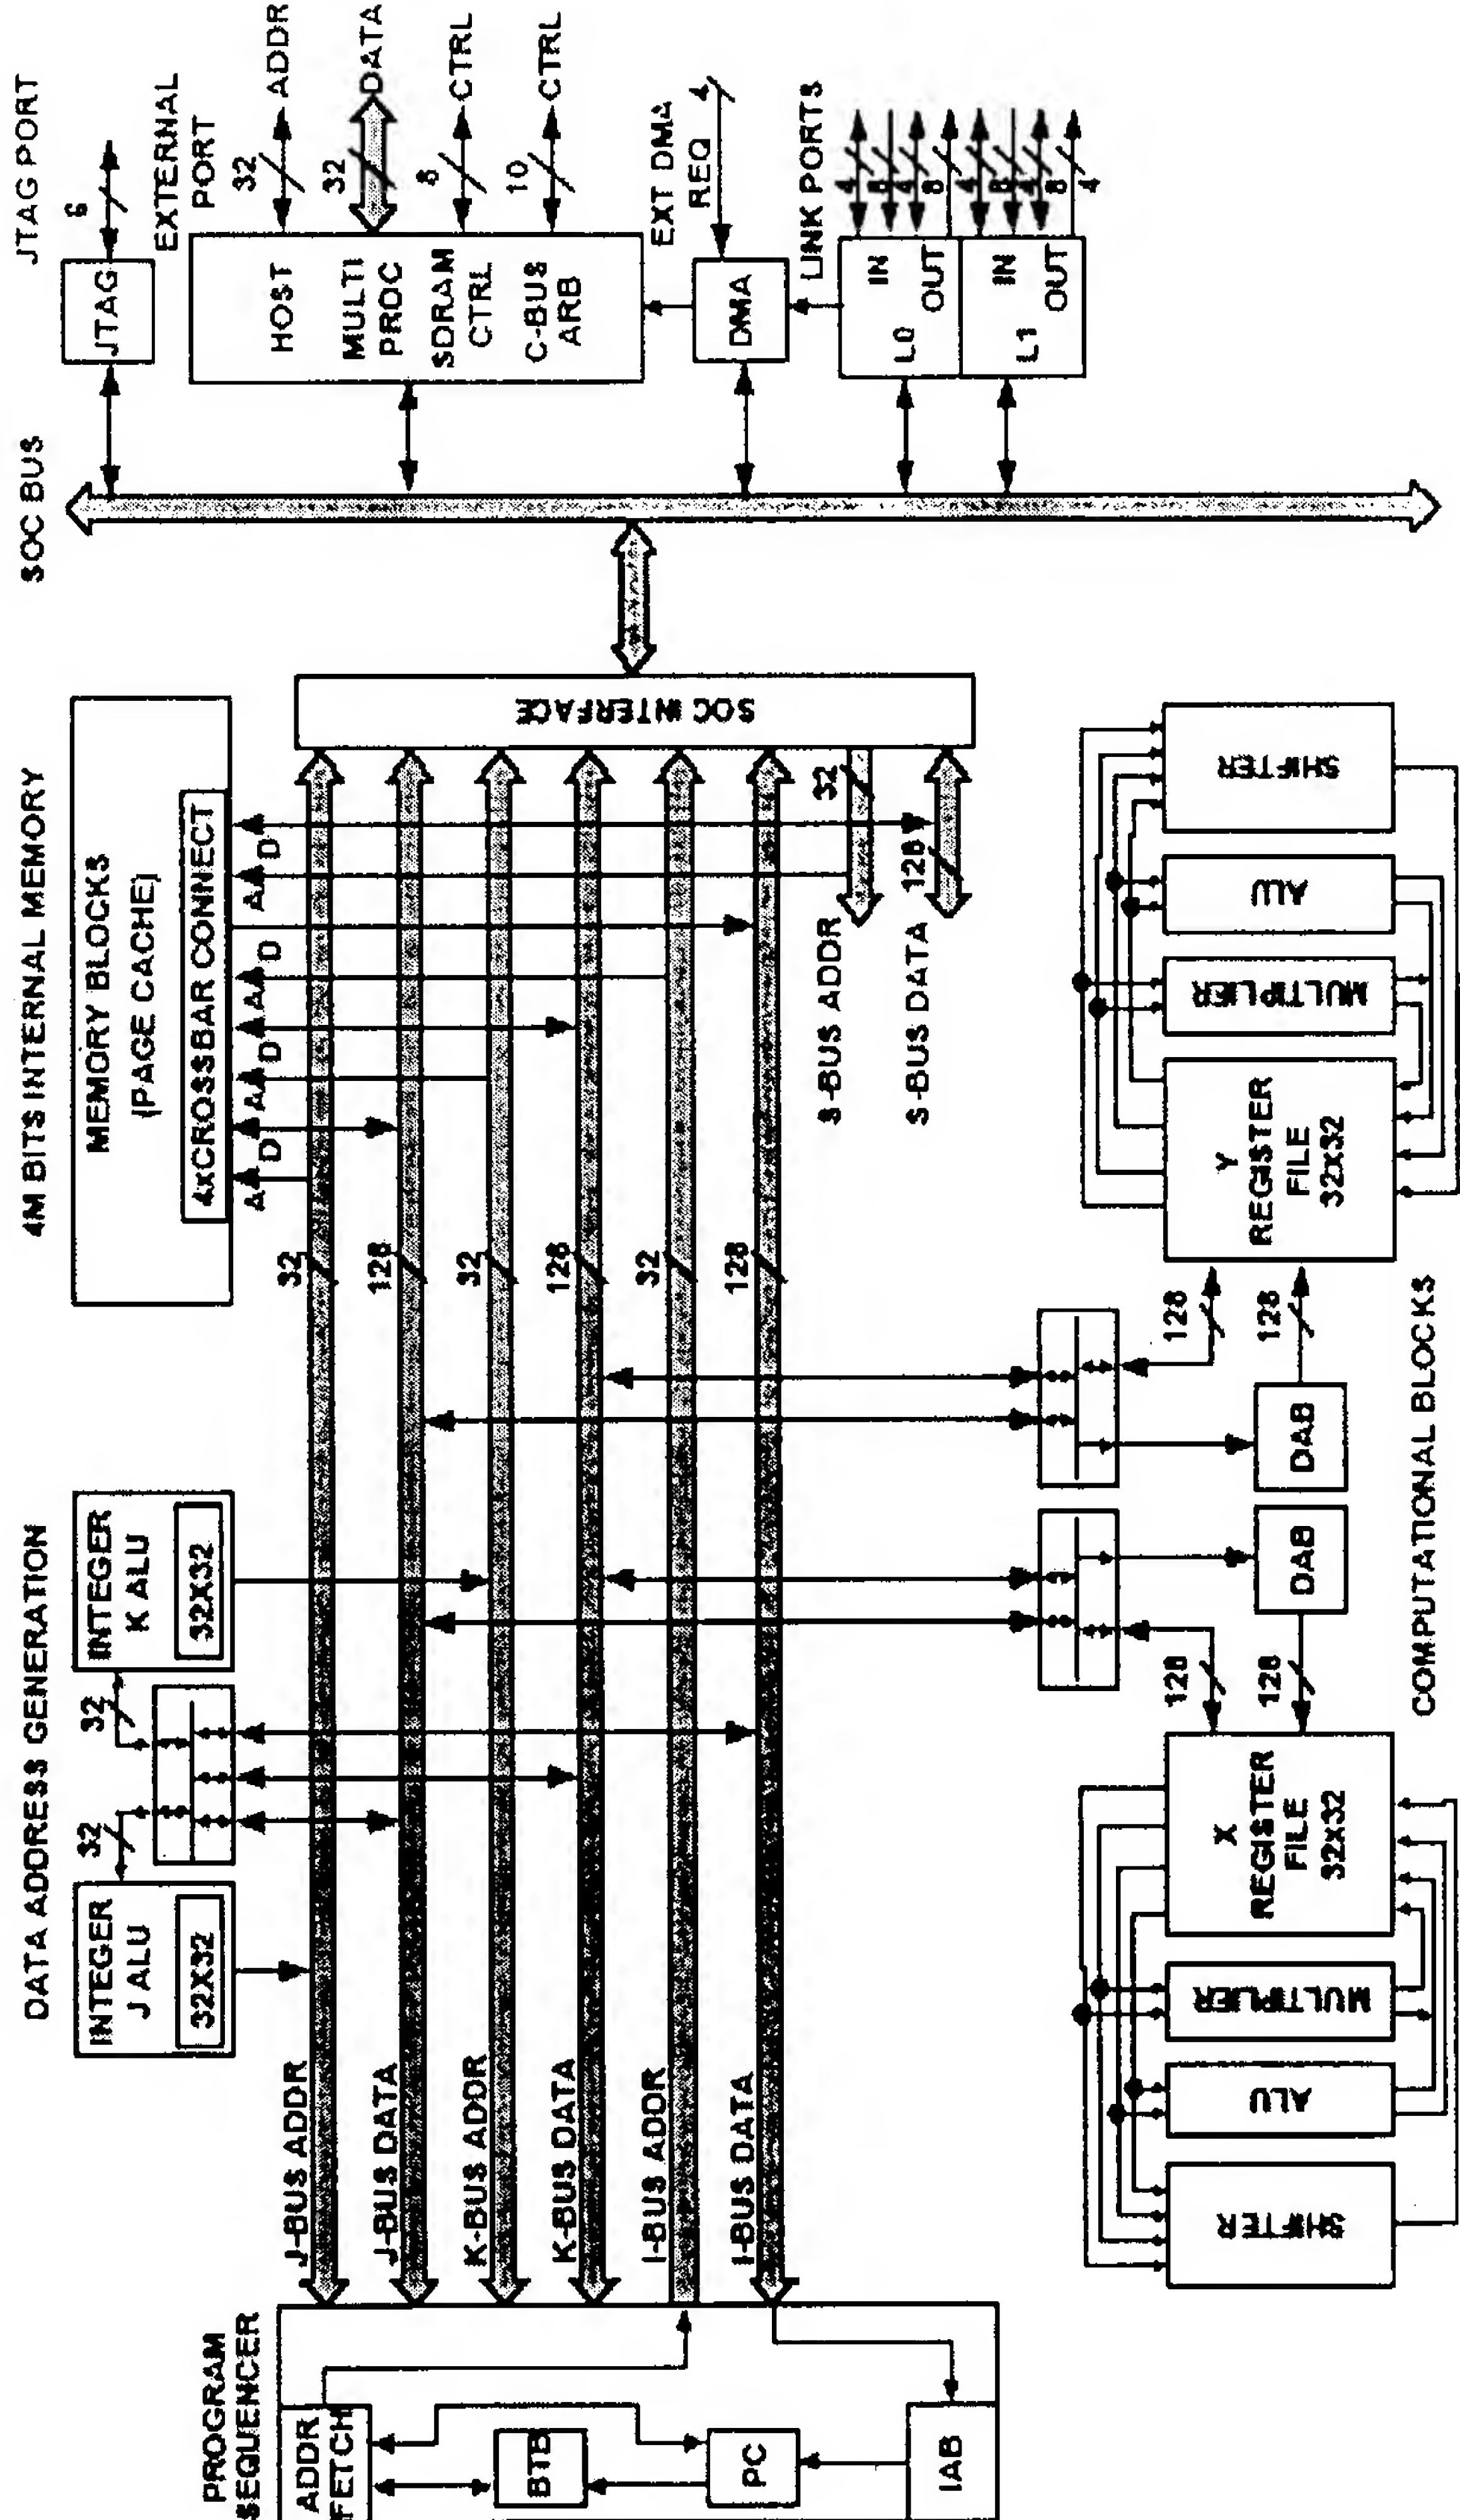 PROGRAM
SEQUENCER
ADDR
FETCH
BTB
PC
IAB
DATA ADDRESS GENERATION
INTEGER
J ALU
32X32
32
32
INTEGER
K ALU
32X32
4M BITS INTERNAL MEMORY
MEMORY BLOCKS
(PAGE CACHE)
4xCROSSBAR CONNECT
A
D
A
D
A
D
A
D
J-BUS ADDR
32
J-BUS DATA
128
K-BUS ADDR
32
K-BUS DATA
128
I-BUS ADDR
32
I-BUS DATA
128
S-BUS ADDR
32
S-BUS DATA
128
SOC INTERFACE
SOC BUS
JTAG PORT
6
JTAG
EXTERNAL
PORT
HOST
32
ADDR
MULTI
PROC
32
DATA
SDRAM
CTRL
8
CTRL
C-BUS
ARB
10
CTRL
EXT DMA
REQ
4
DMA
LINK PORTS
L0
IN
4
8
OUT
4
8
L1
IN
4
8
OUT
4
8
4
SHIFTER
ALU
MULTIPLIER
X
REGISTER
FILE
32X32
128
128
DAB
DAB
128
128
Y
REGISTER
FILE
32X32
MULTIPLIER
ALU
SHIFTER
COMPUTATIONAL BLOCKS